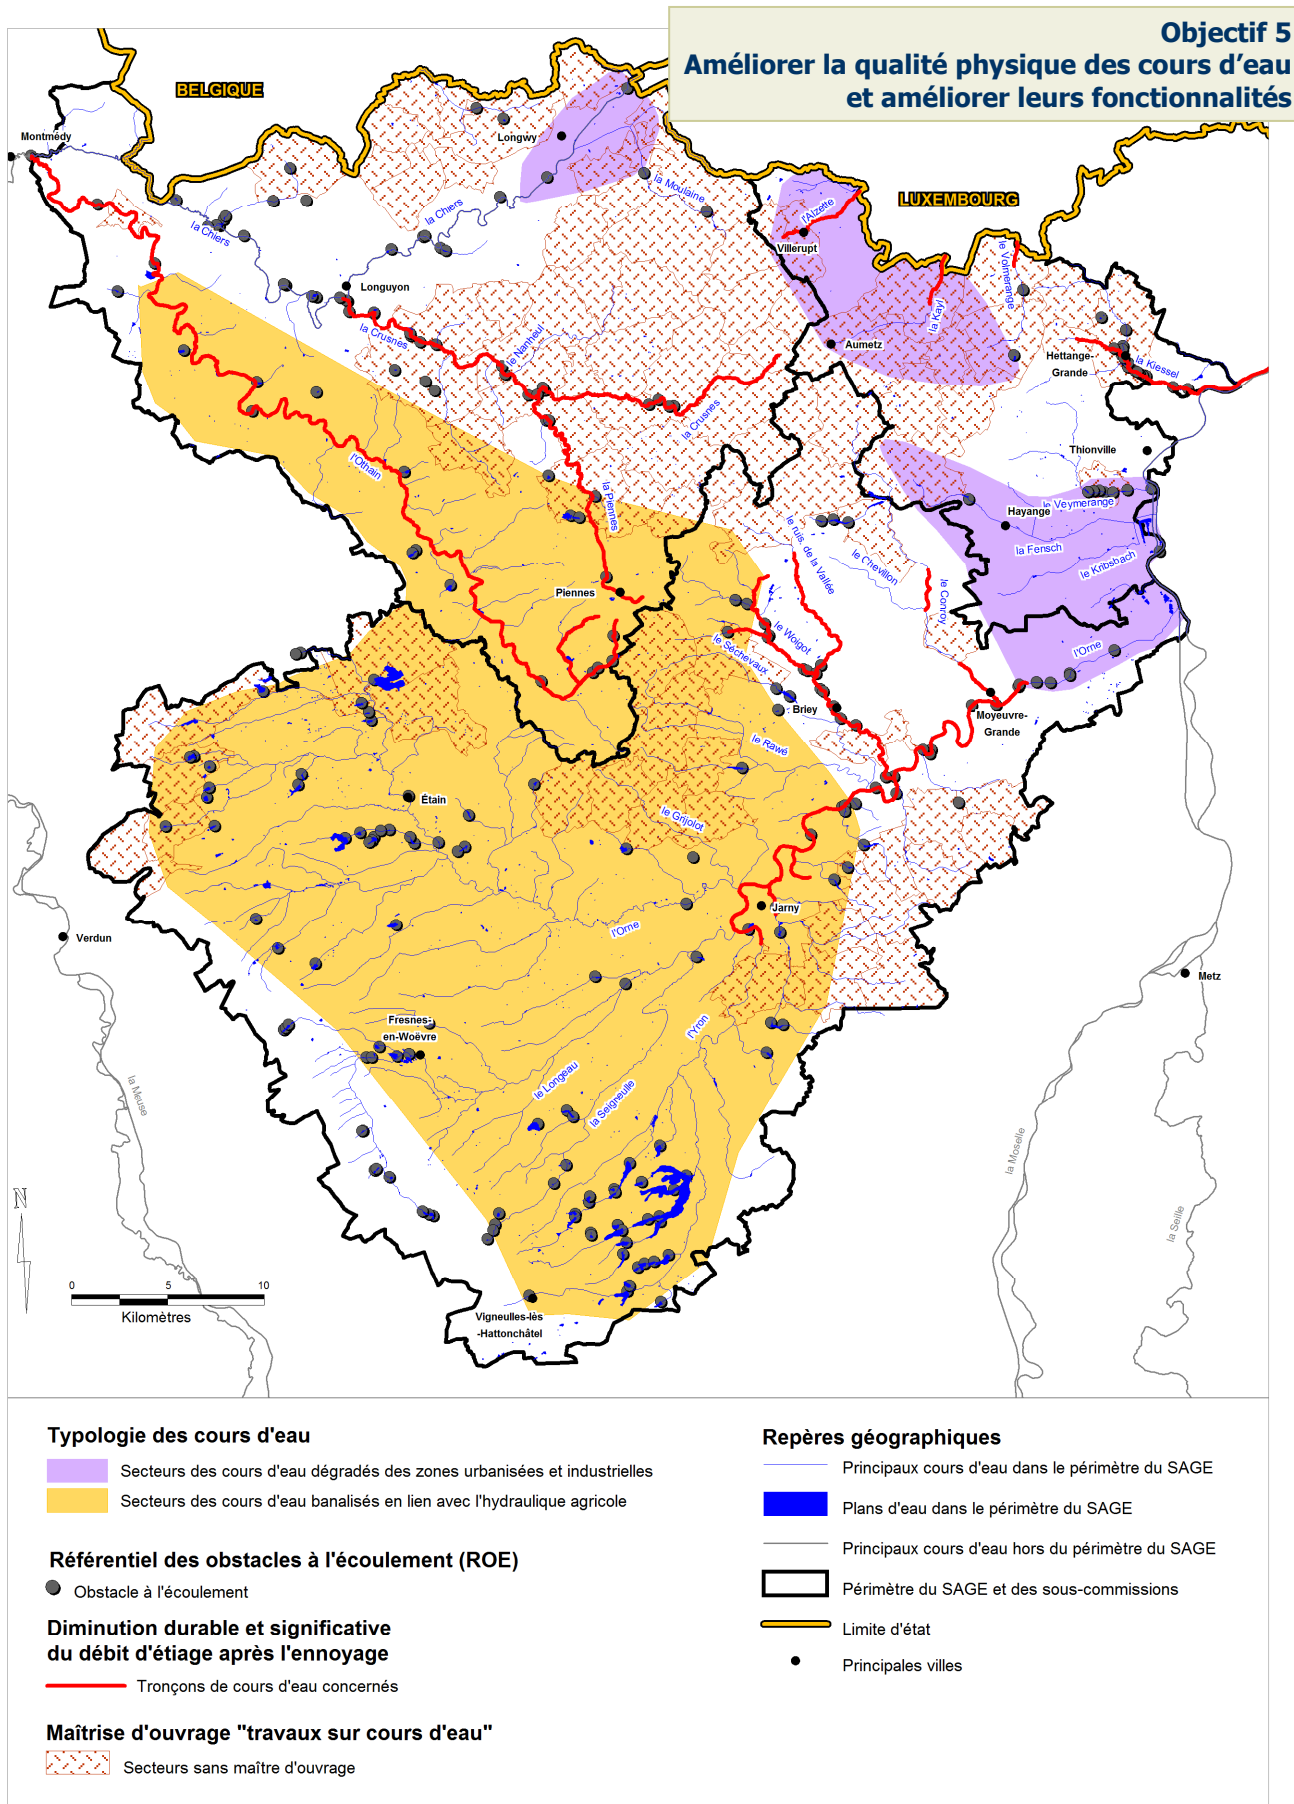 Objectif 5
Améliorer la qualité physique des cours d'eau
et améliorer leurs fonctionnalités
BELGIQUE
Montmédy
Longwy
la Moulaine
LUXEMBOURG
la Chiers
la Chiers
l'Alzette
Villerupt
le Volmerange
Longuyon
la Crusnes
le Nanheul
la Kayl
Aumetz
Hettange-
Grande
la Kiessel
la Crusnes
Thionville
l'Othain
la Piennes
le Veymerange
Hayange
la Fensch
le Kribsbach
le ruis. de la Vallée
le Chevillon
le Conroy
Piennes
le Woigot
le Séchevaux
l'Orne
Briey
Moyeuvre-
Grande
le Rawé
Étain
le Grijolot
Jarny
l'Orne
Verdun
Metz
Fresnes-
en-Woëvre
l'Yron
le Longeau
la Seigneulle
la Meuse
la Moselle
la Seille
N
0 5 10
Kilomètres
Vigneulles-lès
-Hattonchâtel
Typologie des cours d'eau
Secteurs des cours d'eau dégradés des zones urbanisées et industrielles
Secteurs des cours d'eau banalisés en lien avec l'hydraulique agricole
Référentiel des obstacles à l'écoulement (ROE)
Obstacle à l'écoulement
Diminution durable et significative
du débit d'étiage après l'ennoyage
Tronçons de cours d'eau concernés
Maîtrise d'ouvrage "travaux sur cours d'eau"
Secteurs sans maître d'ouvrage
Repères géographiques
Principaux cours d'eau dans le périmètre du SAGE
Plans d'eau dans le périmètre du SAGE
Principaux cours d'eau hors du périmètre du SAGE
Périmètre du SAGE et des sous-commissions
Limite d'état
Principales villes